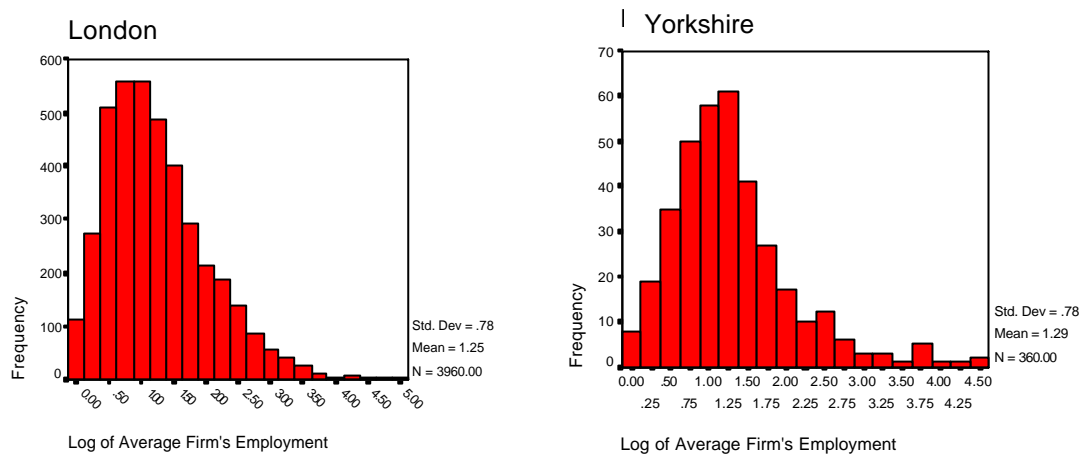 London
600
500
400
300
200
100
0
Frequency
0.00 .50 1.00 1.50 2.00 2.50 3.00 3.50 4.00 4.50 5.00
Std. Dev = .78
Mean = 1.25
N = 3960.00
Log of Average Firm's Employment
Yorkshire
70
60
50
40
30
20
10
0
Frequency
0.00 .50 1.00 1.50 2.00 2.50 3.00 3.50 4.00 4.50
.25 .75 1.25 1.75 2.25 2.75 3.25 3.75 4.25
Std. Dev = .78
Mean = 1.29
N = 360.00
Log of Average Firm's Employment